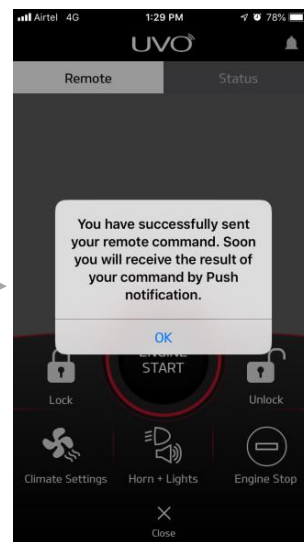 Airtel 4G 1:29 PM 78%
UVO
Remote Status
You have successfully sent
your remote command. Soon
you will receive the result of
your command by Push
notification.
OK
ENGINE
START
Lock Unlock
Climate Settings Horn + Lights Engine Stop
Close